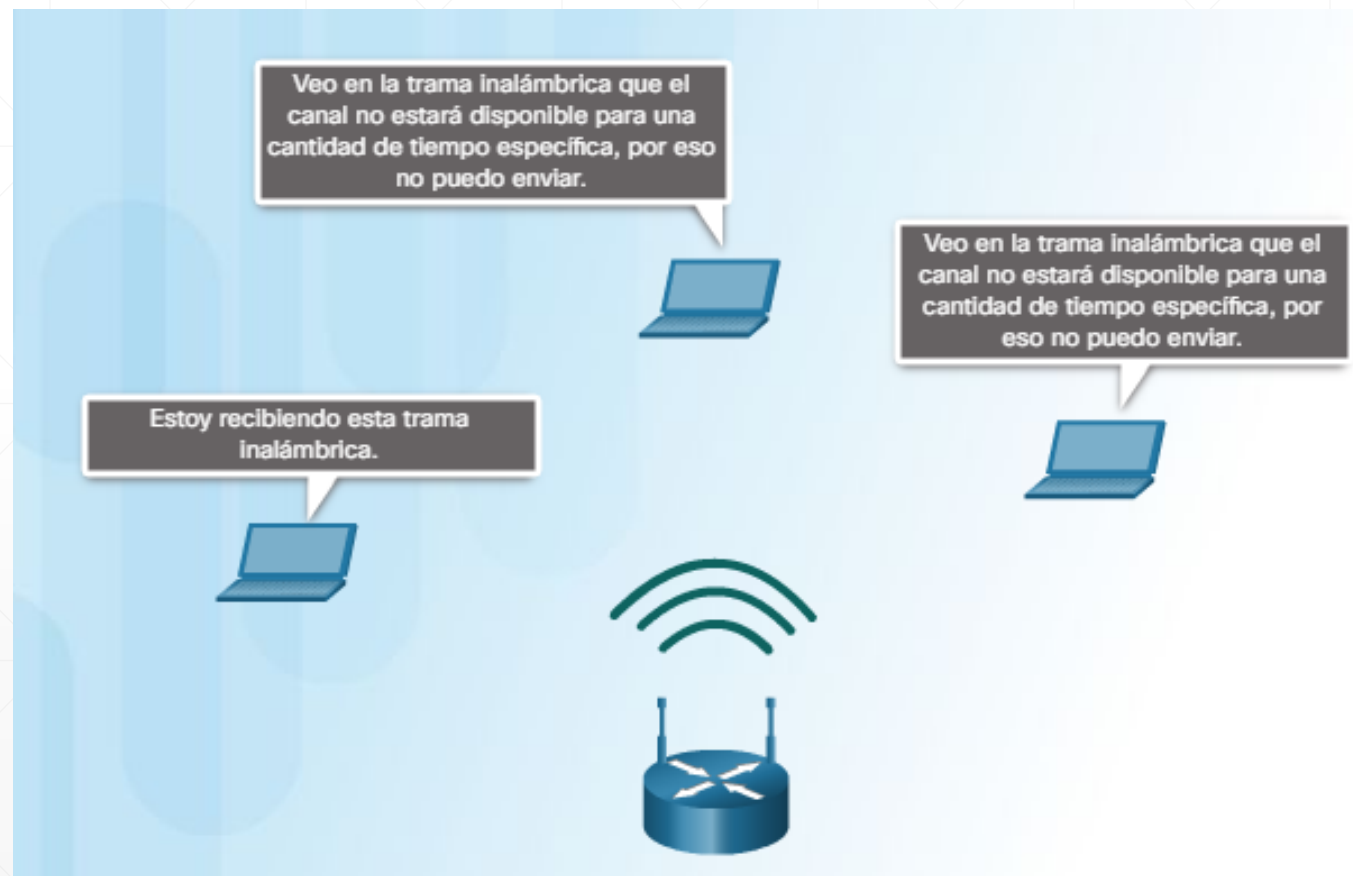 Veo en la trama inalámbrica que el
canal no estará disponible para una
cantidad de tiempo específica, por eso
no puedo enviar.
Veo en la trama inalámbrica que el
canal no estará disponible para una
cantidad de tiempo específica, por
eso no puedo enviar.
Estoy recibiendo esta trama
inalámbrica.